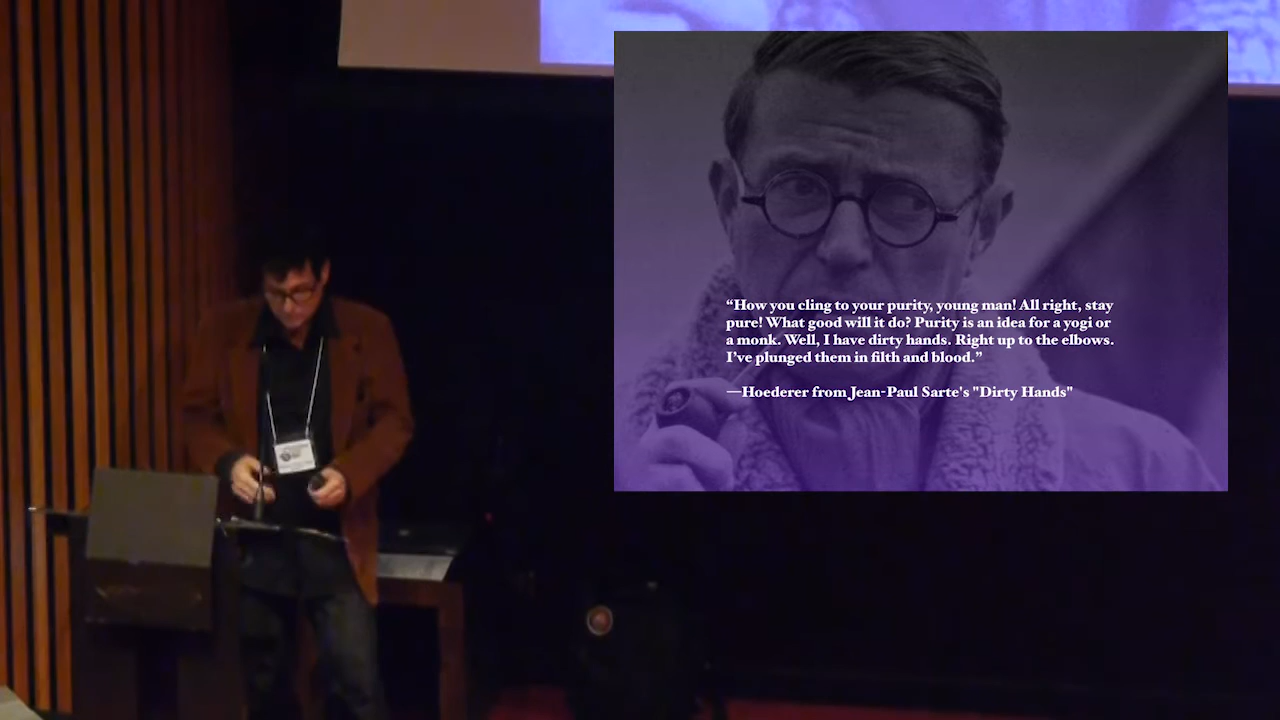 “How you cling to your purity, young man! All right, stay
pure! What good will it do? Purity is an idea for a yogi or
a monk. Well, I have dirty hands. Right up to the elbows.
I’ve plunged them in filth and blood.”
—Hoederer from Jean-Paul Sarte's "Dirty Hands"